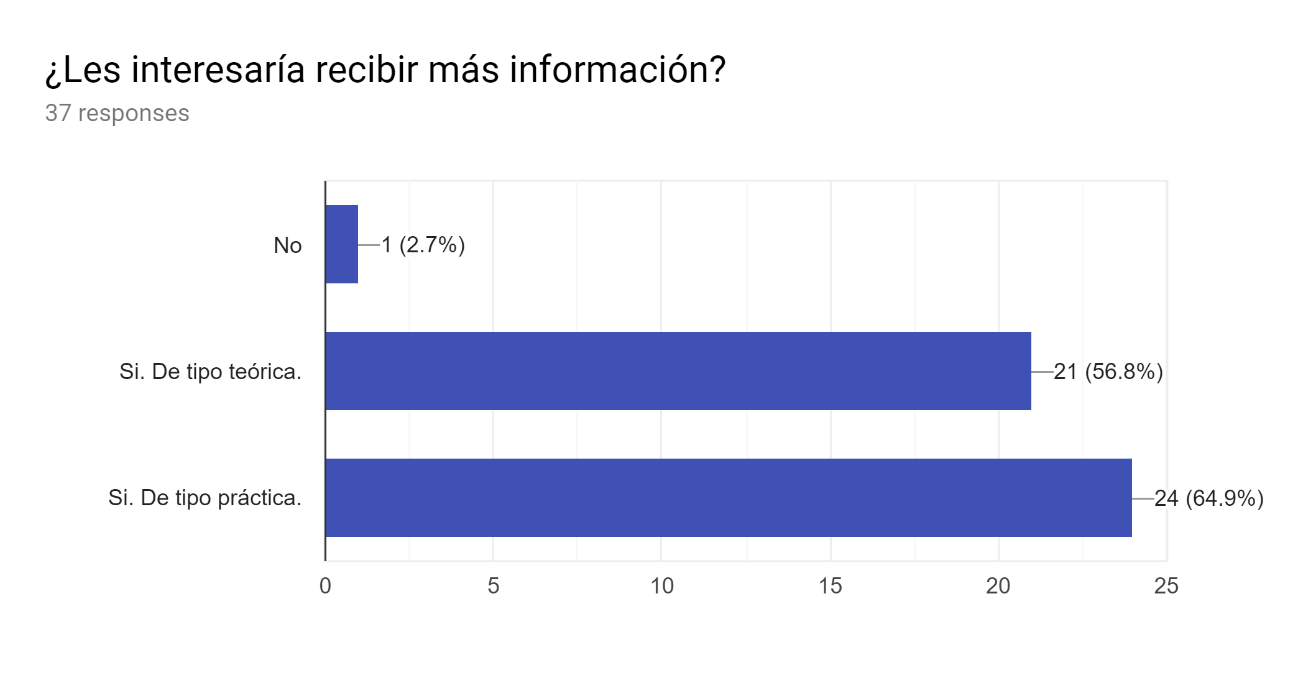 ¿Les interesaría recibir más información?
37 responses
No
1 (2.7%)
Si. De tipo teórica.
21 (56.8%)
Si. De tipo práctica.
24 (64.9%)
0 5 10 15 20 25